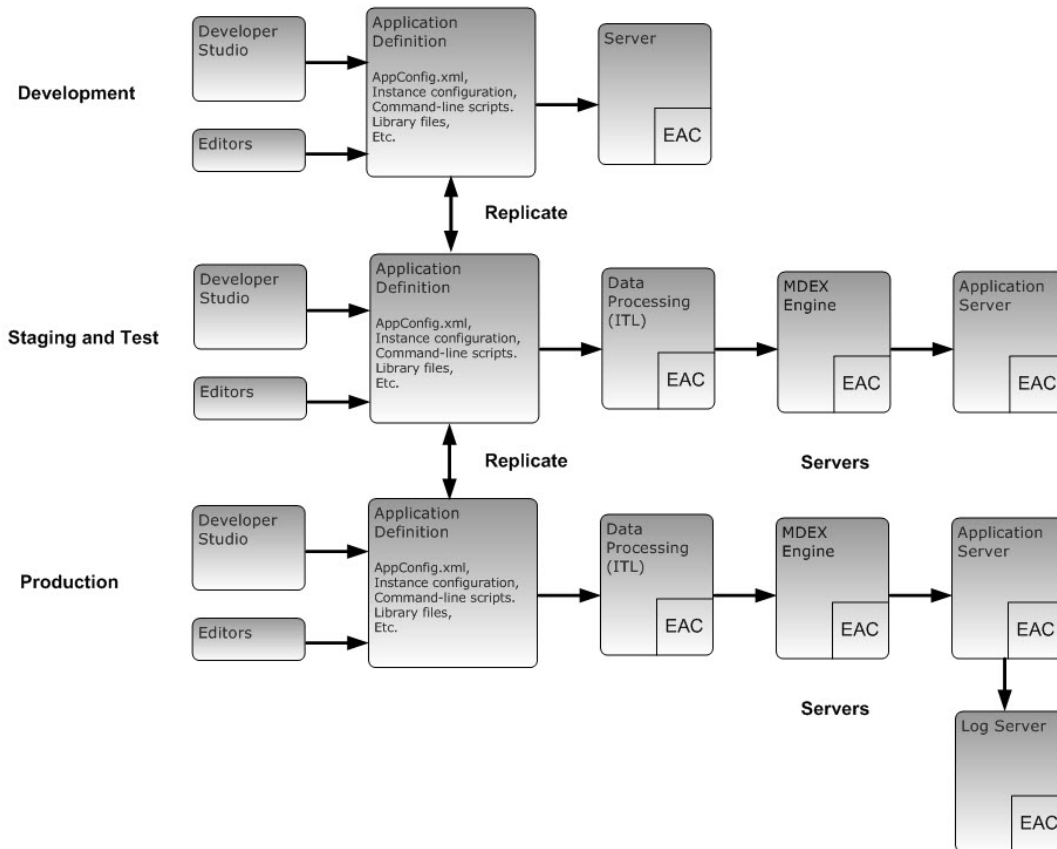 Development
Developer
Studio
Editors
Application
Definition
AppConfig.xml,
Instance configuration,
Command-line scripts.
Library files,
Etc.
Server
EAC
Replicate
Staging and Test
Developer
Studio
Editors
Application
Definition
AppConfig.xml,
Instance configuration,
Command-line scripts.
Library files,
Etc.
Data
Processing
(ITL)
EAC
MDEX
Engine
EAC
Application
Server
EAC
Replicate
Servers
Production
Developer
Studio
Editors
Application
Definition
AppConfig.xml,
Instance configuration,
Command-line scripts.
Library files,
Etc.
Data
Processing
(ITL)
EAC
MDEX
Engine
EAC
Application
Server
EAC
Servers
Log Server
EAC